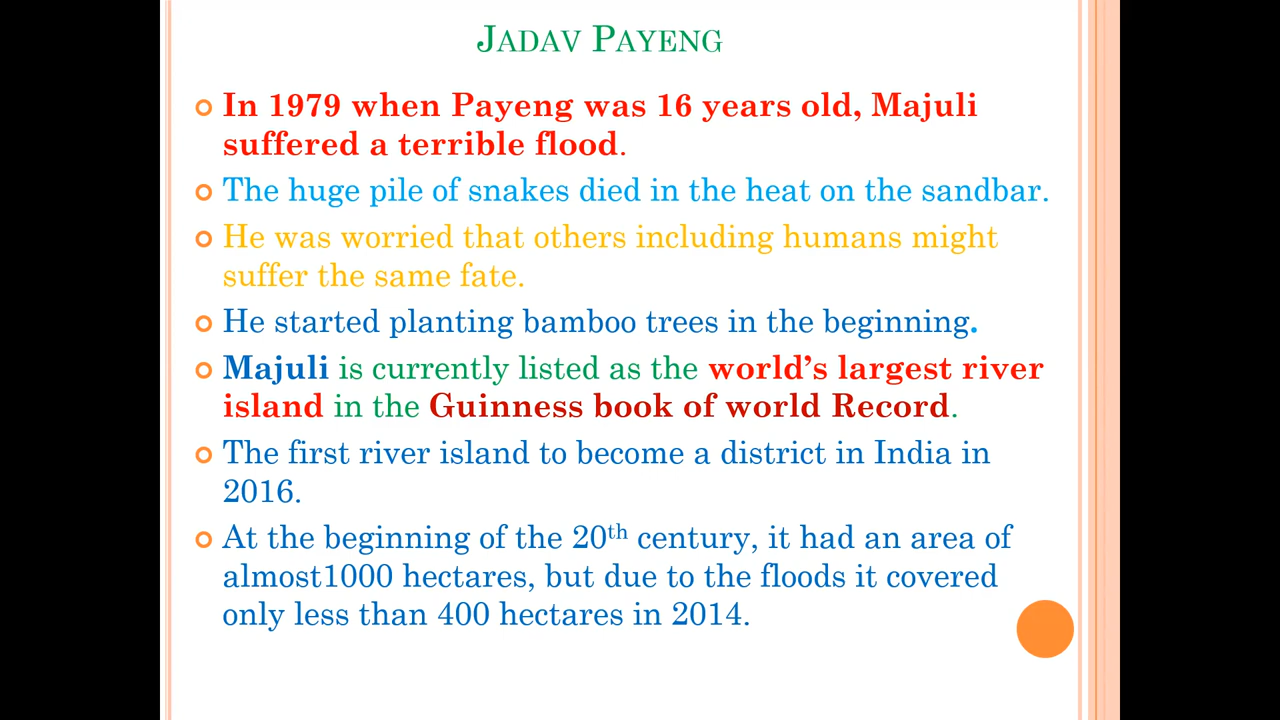 JADAV PAYENG
In 1979 when Payeng was 16 years old, Majuli
suffered a terrible flood.
The huge pile of snakes died in the heat on the sandbar.
He was worried that others including humans might
suffer the same fate.
He started planting bamboo trees in the beginning.
Majuli is currently listed as the world’s largest river
island in the Guinness book of world Record.
The first river island to become a district in India in
2016.
At the beginning of the 20th century, it had an area of
almost1000 hectares, but due to the floods it covered
only less than 400 hectares in 2014.